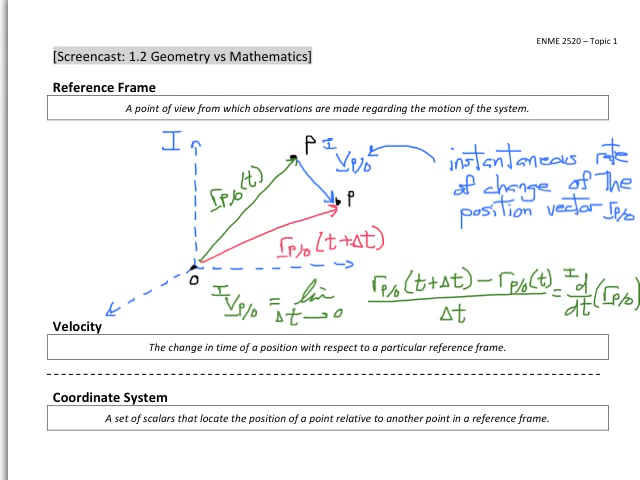 ENME 2520 – Topic 1
[Screencast: 1.2 Geometry vs Mathematics]
Reference Frame
A point of view from which observations are made regarding the motion of the system.
I
P
I
V P/O
instantaneous rate
of change of the
position vector r P/O
r P/O (t)
P
r P/O (t+Δt)
O
I V P/O = lim Δt→0 r P/O (t+Δt) − r P/O (t) / Δt = I d/dt (r P/O)
Velocity
The change in time of a position with respect to a particular reference frame.
Coordinate System
A set of scalars that locate the position of a point relative to another point in a reference frame.